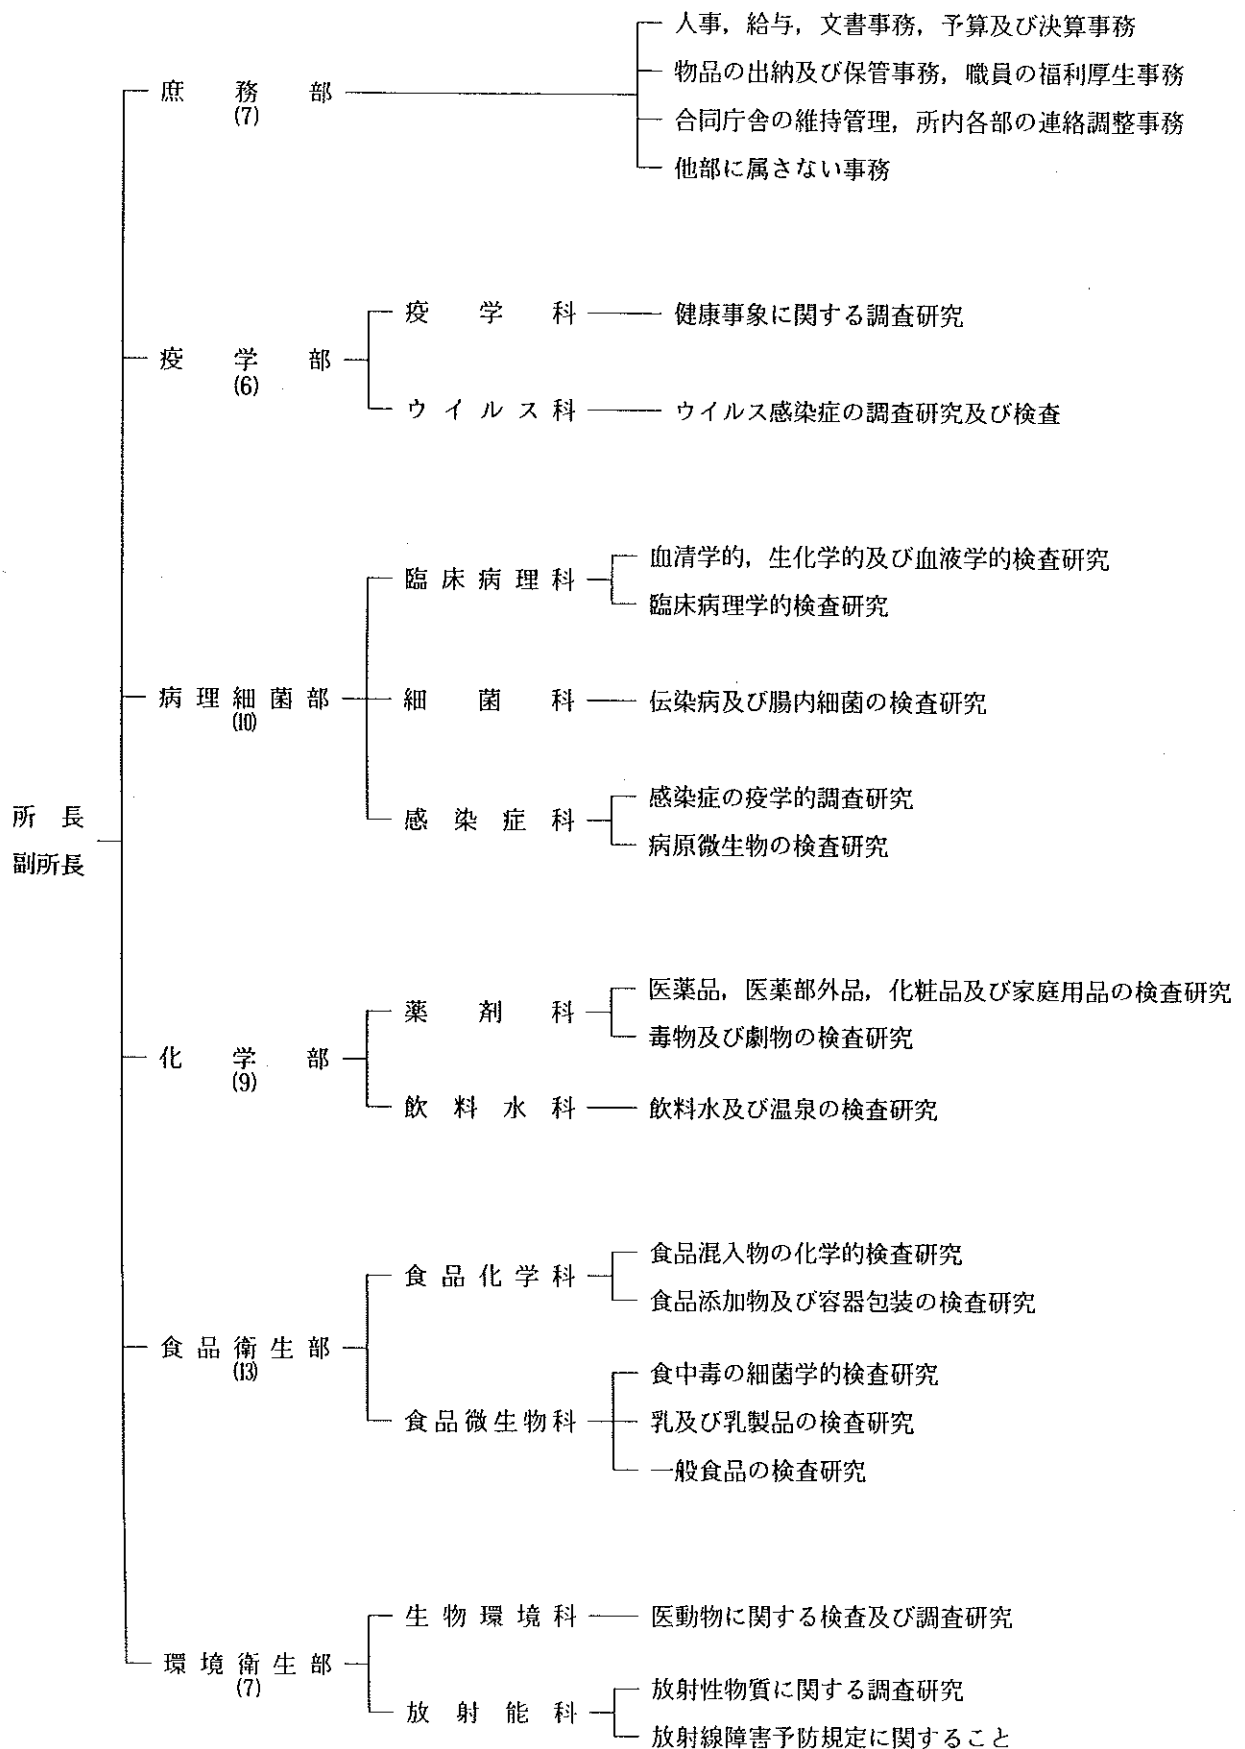 所長
副所長
庶務部
(7)
人事，給与，文書事務，予算及び決算事務
物品の出納及び保管事務，職員の福利厚生事務
合同庁舎の維持管理，所内各部の連絡調整事務
他部に属さない事務
疫学部
(6)
疫学科
健康事象に関する調査研究
ウイルス科
ウイルス感染症の調査研究及び検査
病理細菌部
(10)
臨床病理科
血清学的，生化学的及び血液学的検査研究
臨床病理学的検査研究
細菌科
伝染病及び腸内細菌の検査研究
感染症科
感染症の疫学的調査研究
病原微生物の検査研究
化学部
(9)
薬剤科
医薬品，医薬部外品，化粧品及び家庭用品の検査研究
毒物及び劇物の検査研究
飲料水科
飲料水及び温泉の検査研究
食品衛生部
(13)
食品化学科
食品混入物の化学的検査研究
食品添加物及び容器包装の検査研究
食品微生物科
食中毒の細菌学的検査研究
乳及び乳製品の検査研究
一般食品の検査研究
環境衛生部
(7)
生物環境科
医動物に関する検査及び調査研究
放射能科
放射性物質に関する調査研究
放射線障害予防規定に関すること